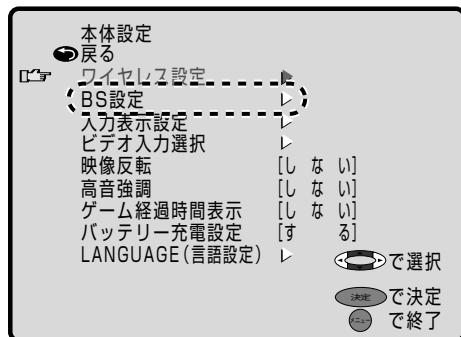 本体設定
戻る
ワイヤレス設定
BS設定
入力表示設定
ビデオ入力選択
映像反転 [しない]
高音強調 [しない]
ゲーム経過時間表示 [しない]
バッテリー充電設定 [する]
LANGUAGE(言語設定)
で選択
決定 で決定
メニュー で終了